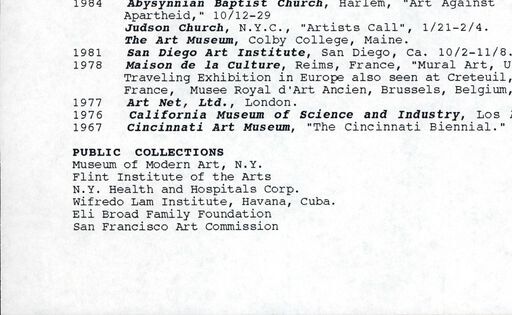 1984 Abysynnian Baptist Church, Harlem, "Art Against
Apartheid," 10/12-29
Judson Church, N.Y.C., "Artists Call", 1/21-2/4.
The Art Museum, Colby College, Maine.
1981 San Diego Art Institute, San Diego, Ca. 10/2-11/8.
1978 Maison de la Culture, Reims, France, "Mural Art, U
Traveling Exhibition in Europe also seen at Creteuil,
France, Musee Royal d'Art Ancien, Brussels, Belgium,
1977 Art Net, Ltd., London.
1976 California Museum of Science and Industry, Los
1967 Cincinnati Art Museum, "The Cincinnati Biennial."
PUBLIC COLLECTIONS
Museum of Modern Art, N.Y.
Flint Institute of the Arts
N.Y. Health and Hospitals Corp.
Wifredo Lam Institute, Havana, Cuba.
Eli Broad Family Foundation
San Francisco Art Commission